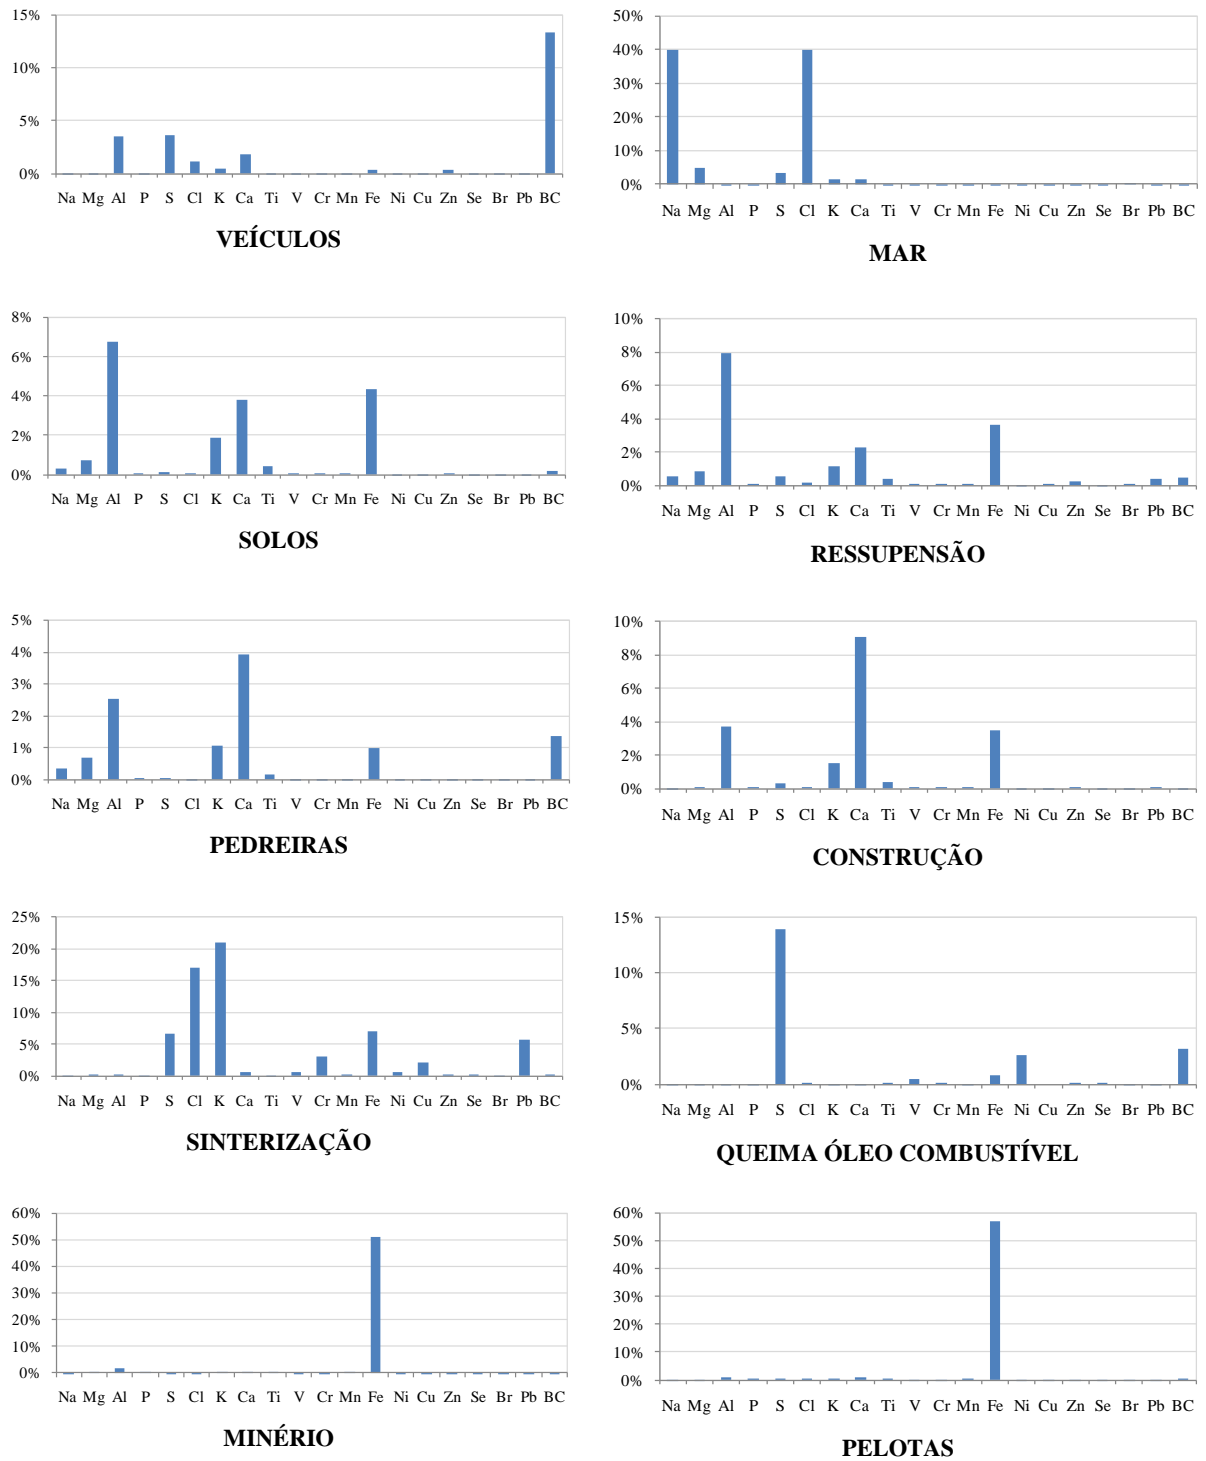 15%
10%
5%
0%
Na Mg Al P S Cl K Ca Ti V Cr Mn Fe Ni Cu Zn Se Br Pb BC
VEÍCULOS
50%
40%
30%
20%
10%
0%
Na Mg Al P S Cl K Ca Ti V Cr Mn Fe Ni Cu Zn Se Br Pb BC
MAR
8%
6%
4%
2%
0%
Na Mg Al P S Cl K Ca Ti V Cr Mn Fe Ni Cu Zn Se Br Pb BC
SOLOS
10%
8%
6%
4%
2%
0%
Na Mg Al P S Cl K Ca Ti V Cr Mn Fe Ni Cu Zn Se Br Pb BC
RESSUPENSÃO
5%
4%
3%
2%
1%
0%
Na Mg Al P S Cl K Ca Ti V Cr Mn Fe Ni Cu Zn Se Br Pb BC
PEDREIRAS
10%
8%
6%
4%
2%
0%
Na Mg Al P S Cl K Ca Ti V Cr Mn Fe Ni Cu Zn Se Br Pb BC
CONSTRUÇÃO
25%
20%
15%
10%
5%
0%
Na Mg Al P S Cl K Ca Ti V Cr Mn Fe Ni Cu Zn Se Br Pb BC
SINTERIZAÇÃO
15%
10%
5%
0%
Na Mg Al P S Cl K Ca Ti V Cr Mn Fe Ni Cu Zn Se Br Pb BC
QUEIMA ÓLEO COMBUSTÍVEL
60%
50%
40%
30%
20%
10%
0%
Na Mg Al P S Cl K Ca Ti V Cr Mn Fe Ni Cu Zn Se Br Pb BC
MINÉRIO
60%
50%
40%
30%
20%
10%
0%
Na Mg Al P S Cl K Ca Ti V Cr Mn Fe Ni Cu Zn Se Br Pb BC
PELOTAS